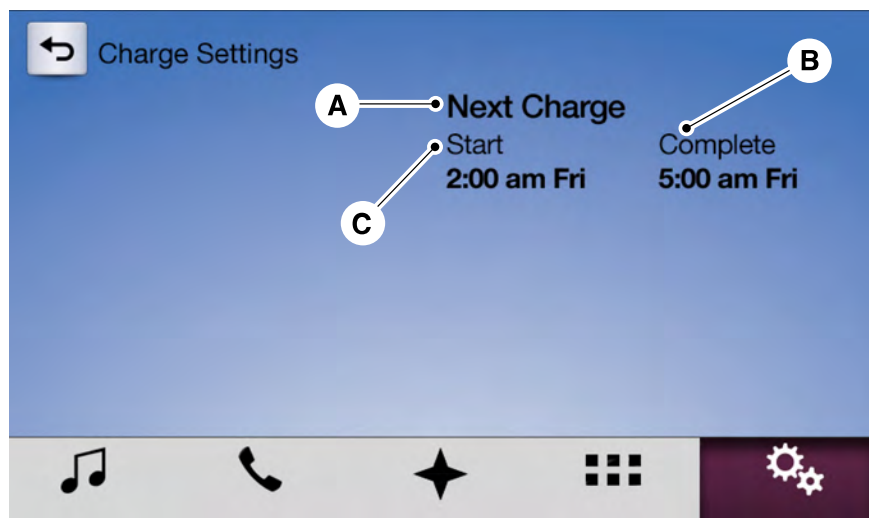 Charge Settings
B
A
Next Charge
Start Complete
2:00 am Fri 5:00 am Fri
C